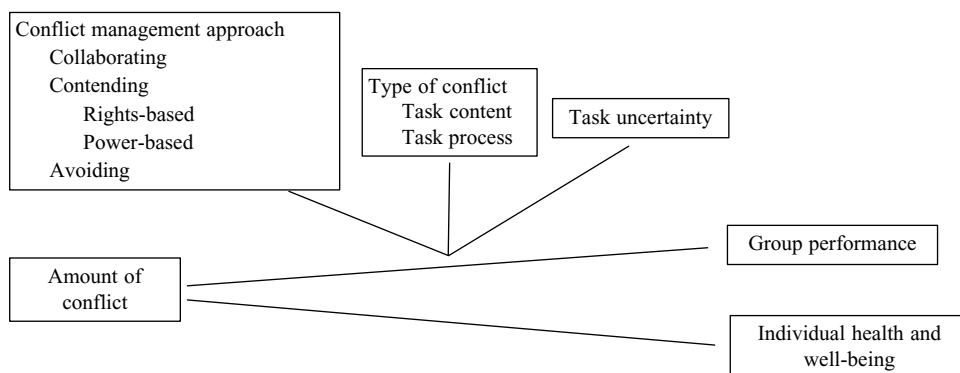 Conflict management approach
Collaborating
Contending
Rights-based
Power-based
Avoiding
Type of conflict
Task content
Task process
Task uncertainty
Amount of
conflict
Group performance
Individual health and
well-being